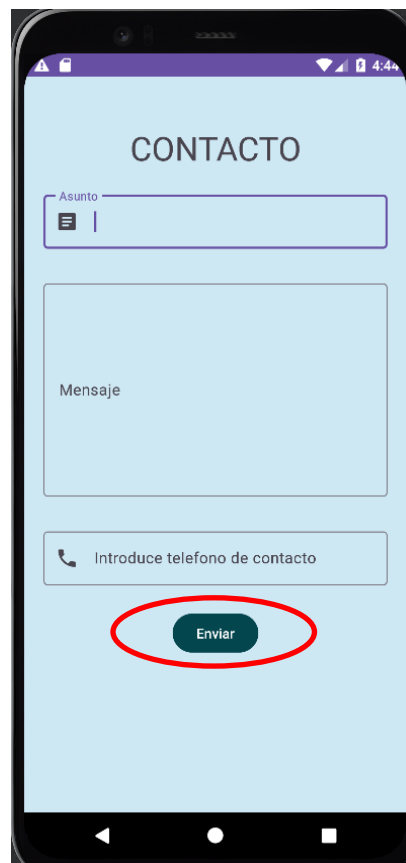 4:44
CONTACTO
Asunto
Mensaje
Introduce telefono de contacto
Enviar